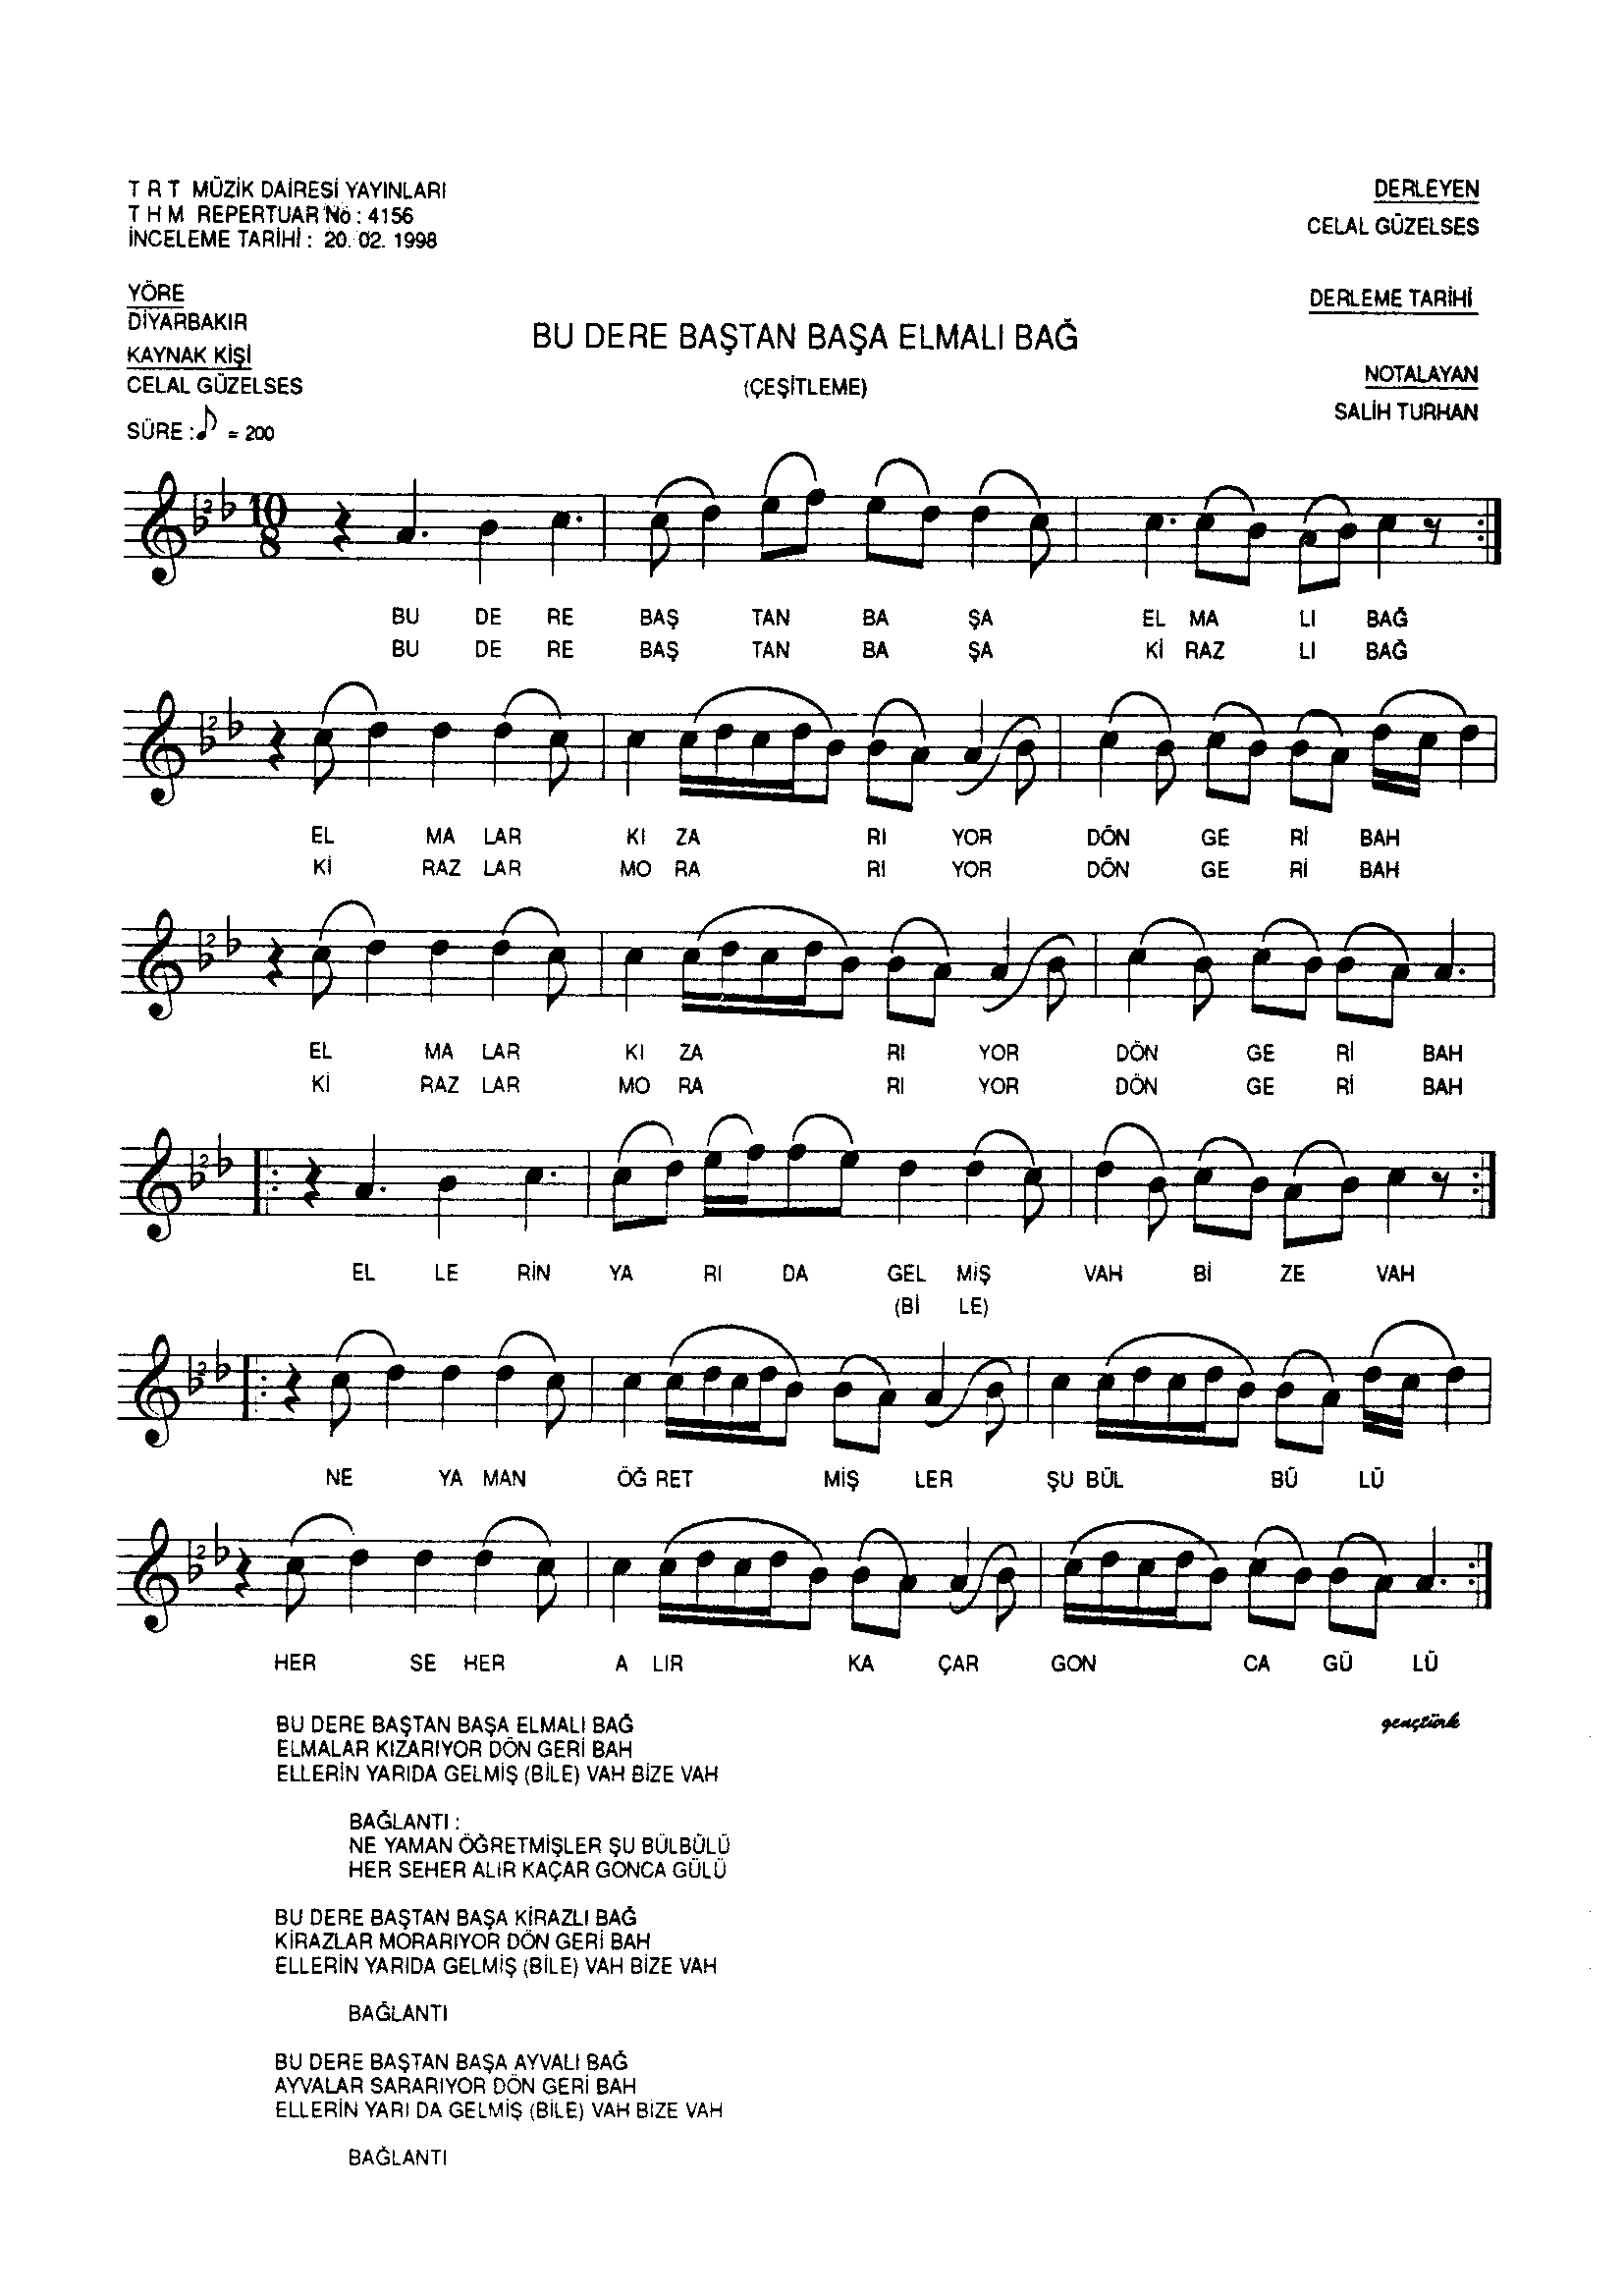 T R T MÜZİK DAİRESİ YAYINLARI
T H M REPERTUAR No : 4156
İNCELEME TARİHİ : 20. 02. 1998
DERLEYEN
CELAL GÜZELSES
YÖRE
DİYARBAKIR
KAYNAK KİŞİ
CELAL GÜZELSES
SÜRE : ♪ = 200
DERLEME TARİHİ
BU DERE BAŞTAN BAŞA ELMALI BAĞ
(ÇEŞİTLEME)
NOTALAYAN
SALİH TURHAN
10
8
BU DE RE BAŞ TAN BA ŞA EL MA LI BAĞ
BU DE RE BAŞ TAN BA ŞA Kİ RAZ LI BAĞ
EL MA LAR KI ZA RI YOR DÖN GE Rİ BAH
Kİ RAZ LAR MO RA RI YOR DÖN GE Rİ BAH
EL MA LAR KI ZA RI YOR DÖN GE Rİ BAH
Kİ RAZ LAR MO RA RI YOR DÖN GE Rİ BAH
EL LE RİN YA RI DA GEL MİŞ VAH Bİ ZE VAH
(Bİ LE)
NE YA MAN ÖĞ RET MİŞ LER ŞU BÜL BÜ LÜ
HER SE HER A LIR KA ÇAR GON CA GÜ LÜ
gençtürk
BU DERE BAŞTAN BAŞA ELMALI BAĞ
ELMALAR KIZARIYOR DÖN GERİ BAH
ELLERİN YARIDA GELMİŞ (BİLE) VAH BİZE VAH
BAĞLANTI :
NE YAMAN ÖĞRETMİŞLER ŞU BÜLBÜLÜ
HER SEHER ALIR KAÇAR GONCA GÜLÜ
BU DERE BAŞTAN BAŞA KİRAZLI BAĞ
KİRAZLAR MORARIYOR DÖN GERİ BAH
ELLERİN YARIDA GELMİŞ (BİLE) VAH BİZE VAH
BAĞLANTI
BU DERE BAŞTAN BAŞA AYVALI BAĞ
AYVALAR SARARIYOR DÖN GERİ BAH
ELLERİN YARI DA GELMİŞ (BİLE) VAH BİZE VAH
BAĞLANTI